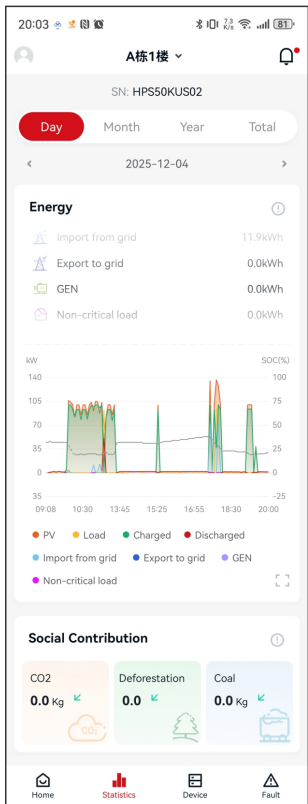 20:03 7.3 K/s 81
A栋1楼
SN: HPS50KUS02
Day Month Year Total
2025-12-04
Energy
Import from grid 11.9kWh
Export to grid 0.0kWh
GEN 0.0kWh
Non-critical load 0.0kWh
kW SOC(%)
140 100
105 75
70 50
35 25
0 0
35 -25
09:08 10:30 13:45 15:25 16:55 18:30 20:00
PV Load Charged Discharged
Import from grid Export to grid GEN
Non-critical load
Social Contribution
CO2 Deforestation Coal
0.0 Kg 0.0 0.0 Kg
CO₂
Home Statistics Device Fault